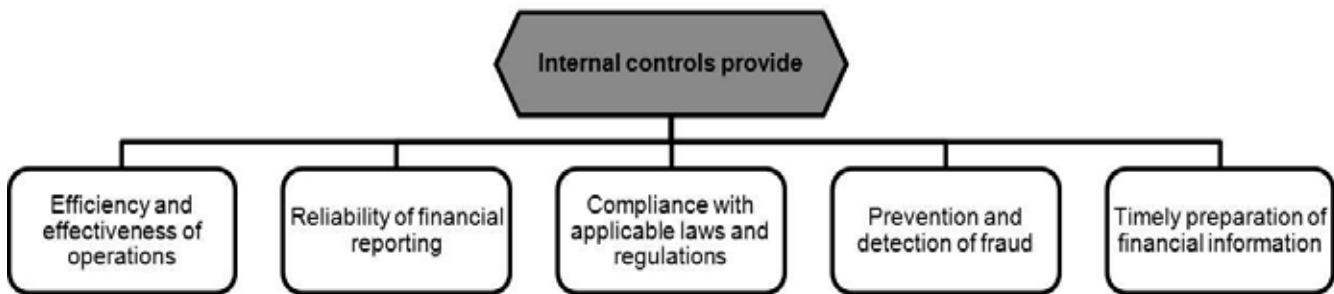 Internal controls provide
Efficiency and
effectiveness of
operations
Reliability of financial
reporting
Compliance with
applicable laws and
regulations
Prevention and
detection of fraud
Timely preparation of
financial information